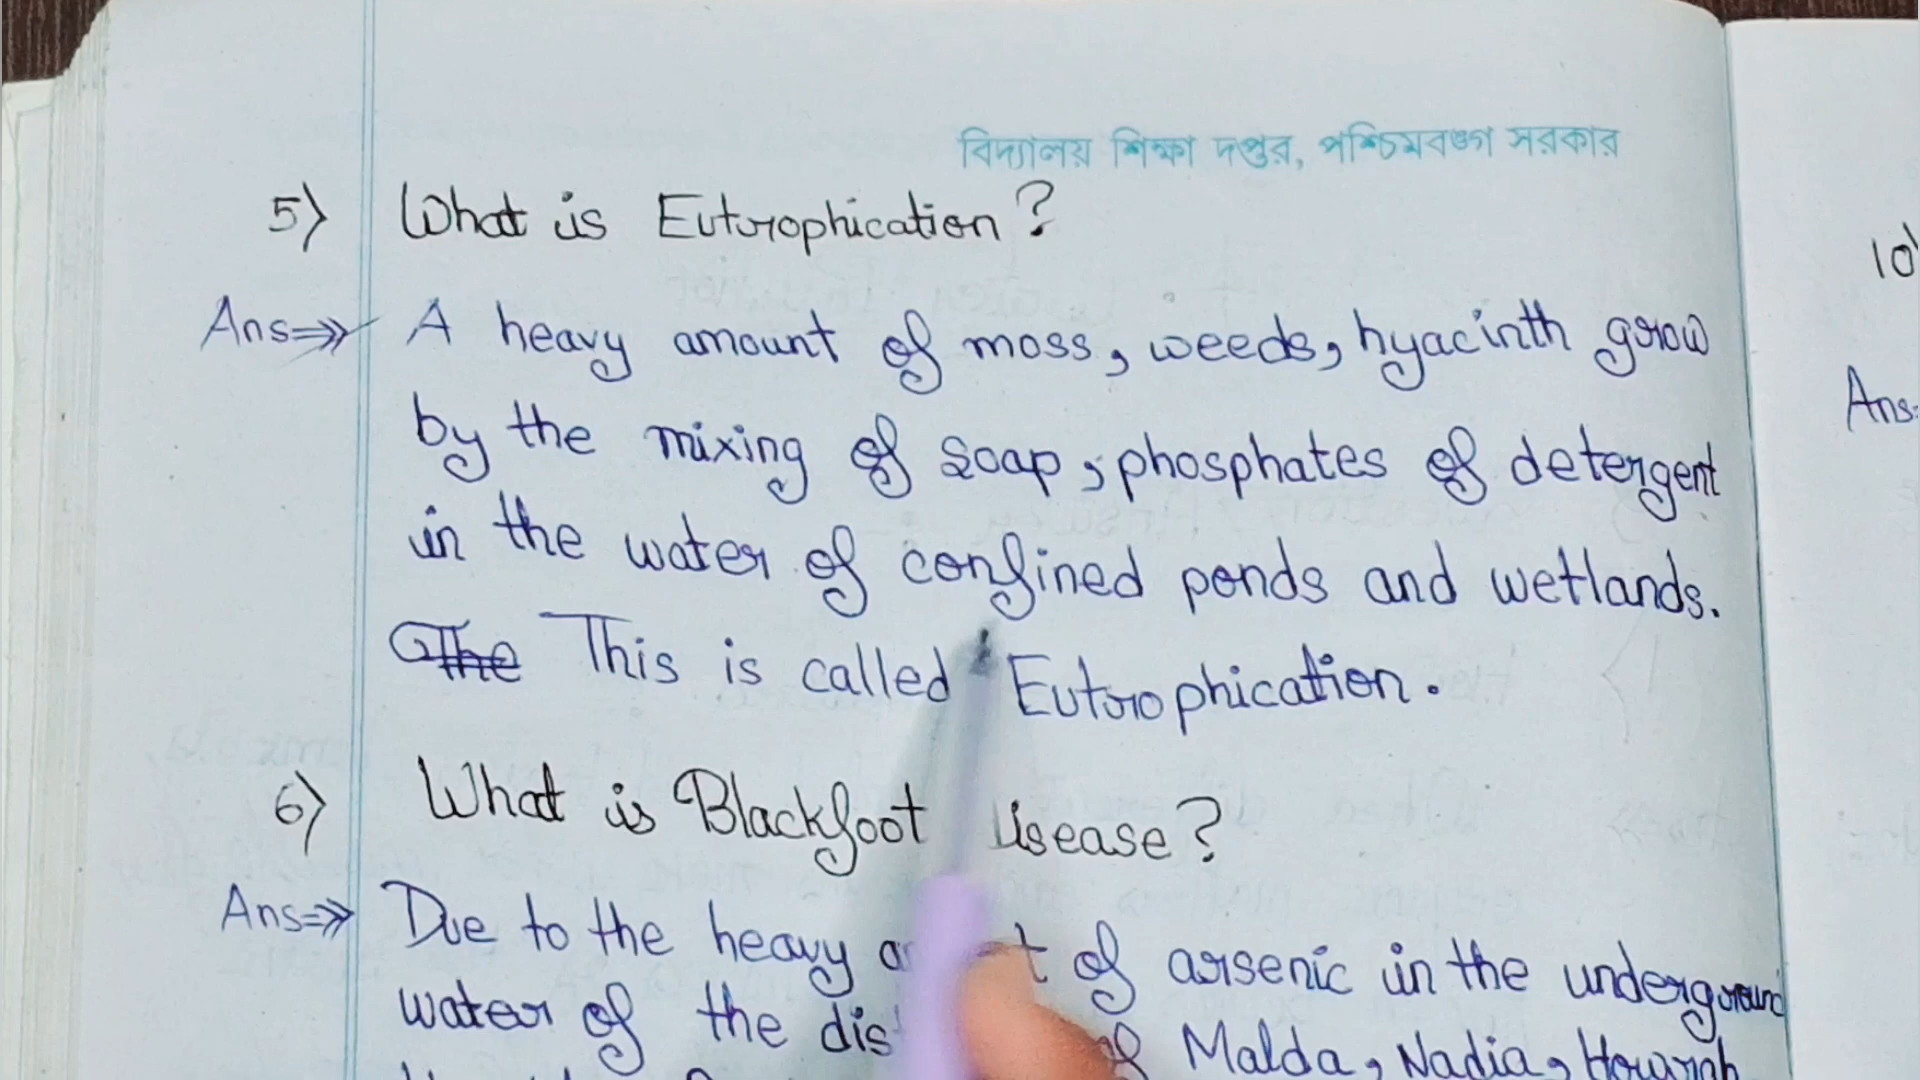 বিদ্যালয় শিক্ষা দপ্তর, পশ্চিমবঙ্গ সরকার
5) What is Eutrophication?
Ans⇒ A heavy amount of moss, weeds, hyacinth grow
by the mixing of soap, phosphates of detergent
in the water of confined ponds and wetlands.
The This is called Eutrophication.
6) What is Blackfoot Disease?
Ans⇒ Due to the heavy of arsenic in the underground
water of the of Malda, Nadia, Howrah
10)
Ans